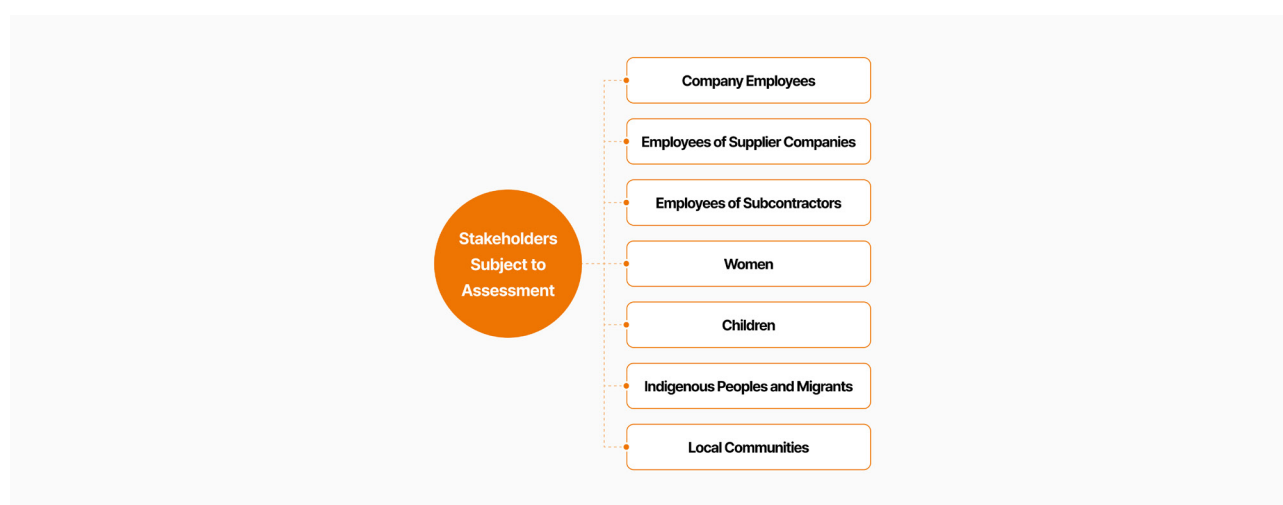 Stakeholders
Subject to
Assessment
Company Employees
Employees of Supplier Companies
Employees of Subcontractors
Women
Children
Indigenous Peoples and Migrants
Local Communities